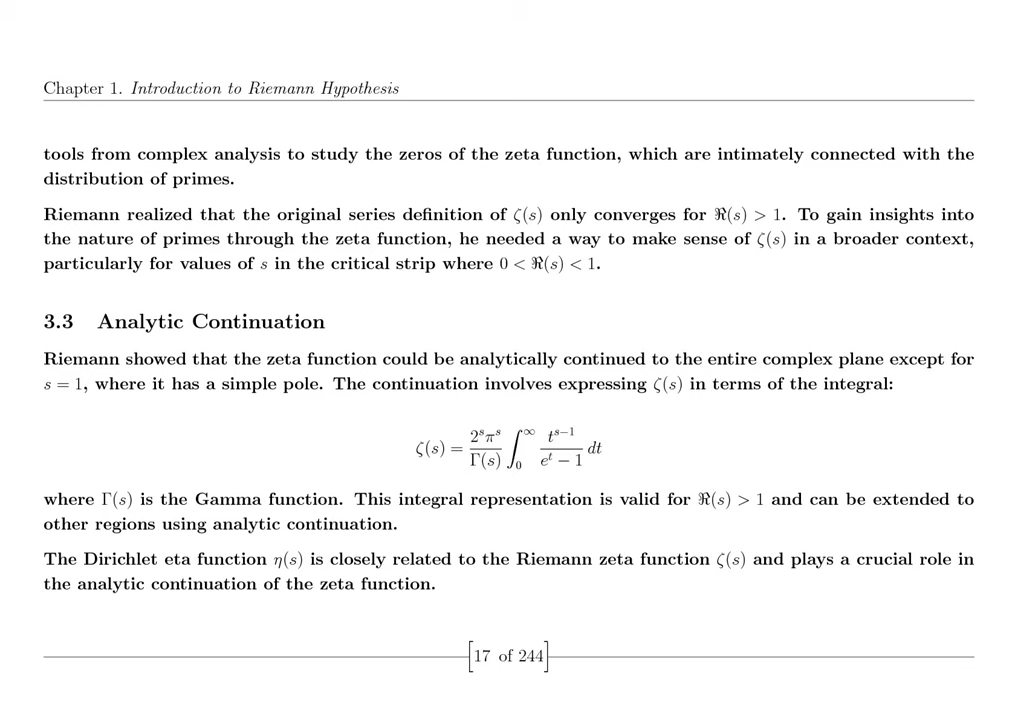 Chapter 1. Introduction to Riemann Hypothesis
tools from complex analysis to study the zeros of the zeta function, which are intimately connected with the
distribution of primes.
Riemann realized that the original series definition of ζ(s) only converges for ℜ(s) > 1. To gain insights into
the nature of primes through the zeta function, he needed a way to make sense of ζ(s) in a broader context,
particularly for values of s in the critical strip where 0 < ℜ(s) < 1.
3.3 Analytic Continuation
Riemann showed that the zeta function could be analytically continued to the entire complex plane except for
s = 1, where it has a simple pole. The continuation involves expressing ζ(s) in terms of the integral:
ζ(s) = \frac{2^s π^s}{Γ(s)} \int_0^∞ \frac{t^{s−1}}{e^t − 1} dt
where Γ(s) is the Gamma function. This integral representation is valid for ℜ(s) > 1 and can be extended to
other regions using analytic continuation.
The Dirichlet eta function η(s) is closely related to the Riemann zeta function ζ(s) and plays a crucial role in
the analytic continuation of the zeta function.
[17 of 244]